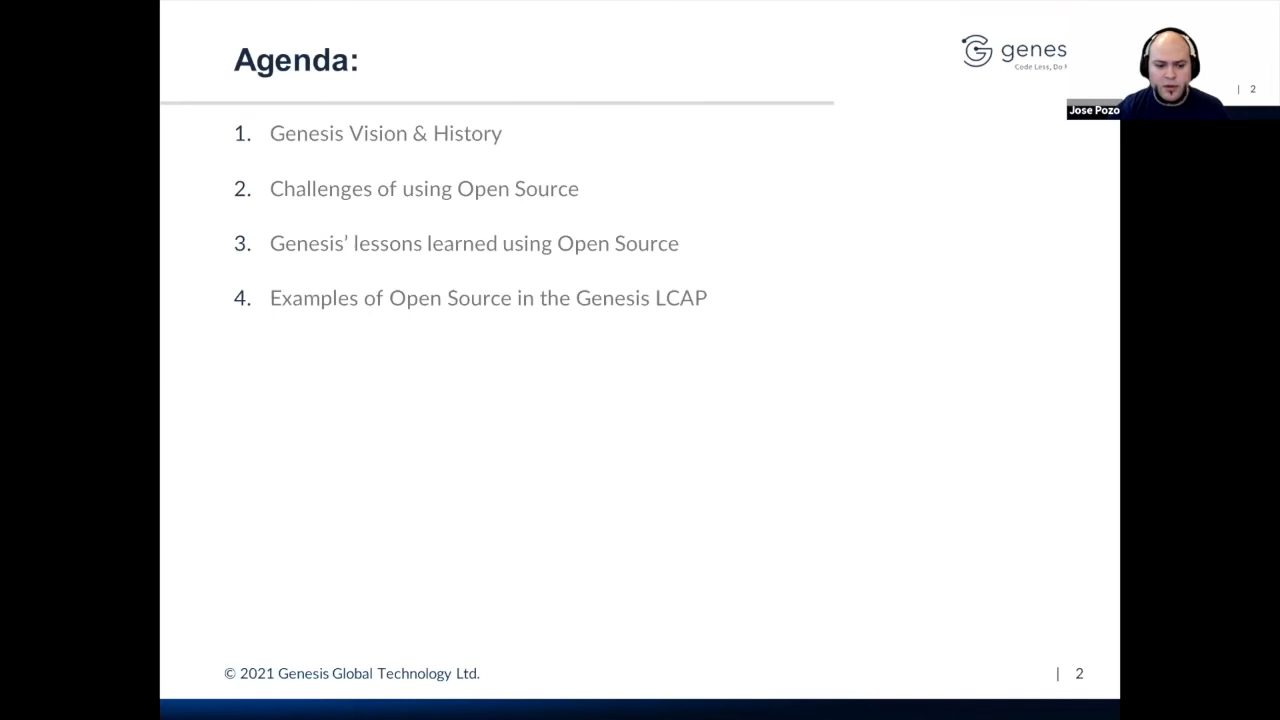 Agenda:
genes
Code Less, Do
| 2
Jose Pozo
1. Genesis Vision & History
2. Challenges of using Open Source
3. Genesis’ lessons learned using Open Source
4. Examples of Open Source in the Genesis LCAP
© 2021 Genesis Global Technology Ltd.
| 2